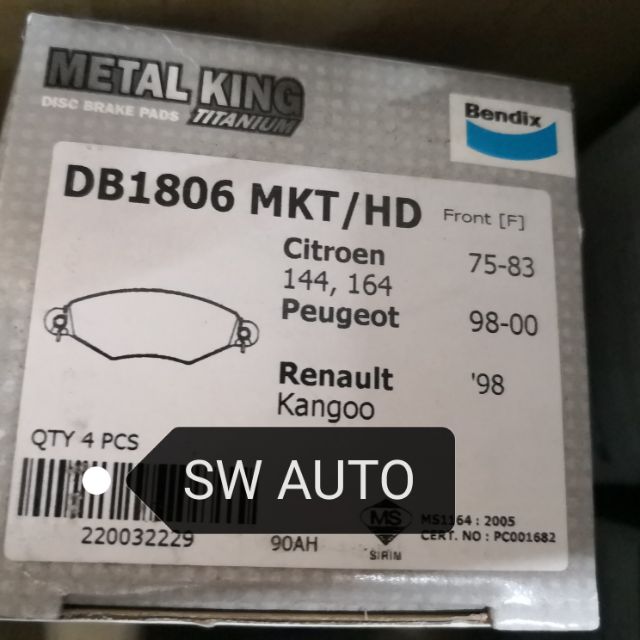 METAL KING
DISC BRAKE PADS TITANIUM
Bendix
DB1806 MKT/HD Front [F]
Citroen 75-83
144, 164
Peugeot 98-00
Renault '98
Kangoo
QTY 4 PCS
SW AUTO
220032229
90AH
MS
SIRIM
MS1164 : 2005
CERT. NO : PC001682